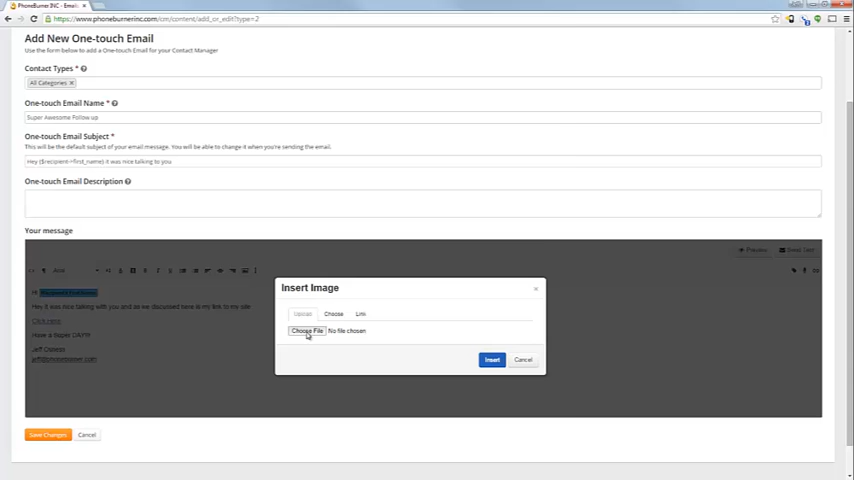 PhoneBurner.INC - Email
https://www.phoneburnerinc.com/cm/content/add_or_edit?type=2
Add New One-touch Email
Use the form below to add a One-touch Email for your Contact Manager
Contact Types *
All Categories ×
One-touch Email Name *
Super Awesome Follow up
One-touch Email Subject *
This will be the default subject of your email message. You will be able to change it when you're sending the email.
Hey {$recipient->first_name} it was nice talking to you
One-touch Email Description
Your message
Preview
Send Test
Arial
Hi
Hey it was nice talking with you and as we discussed here is my link to my site
Click here
Have a Super DAY!!!
Jeff
Insert Image
×
Upload Choose Link
Choose File No file chosen
Insert Cancel
Save Changes Cancel